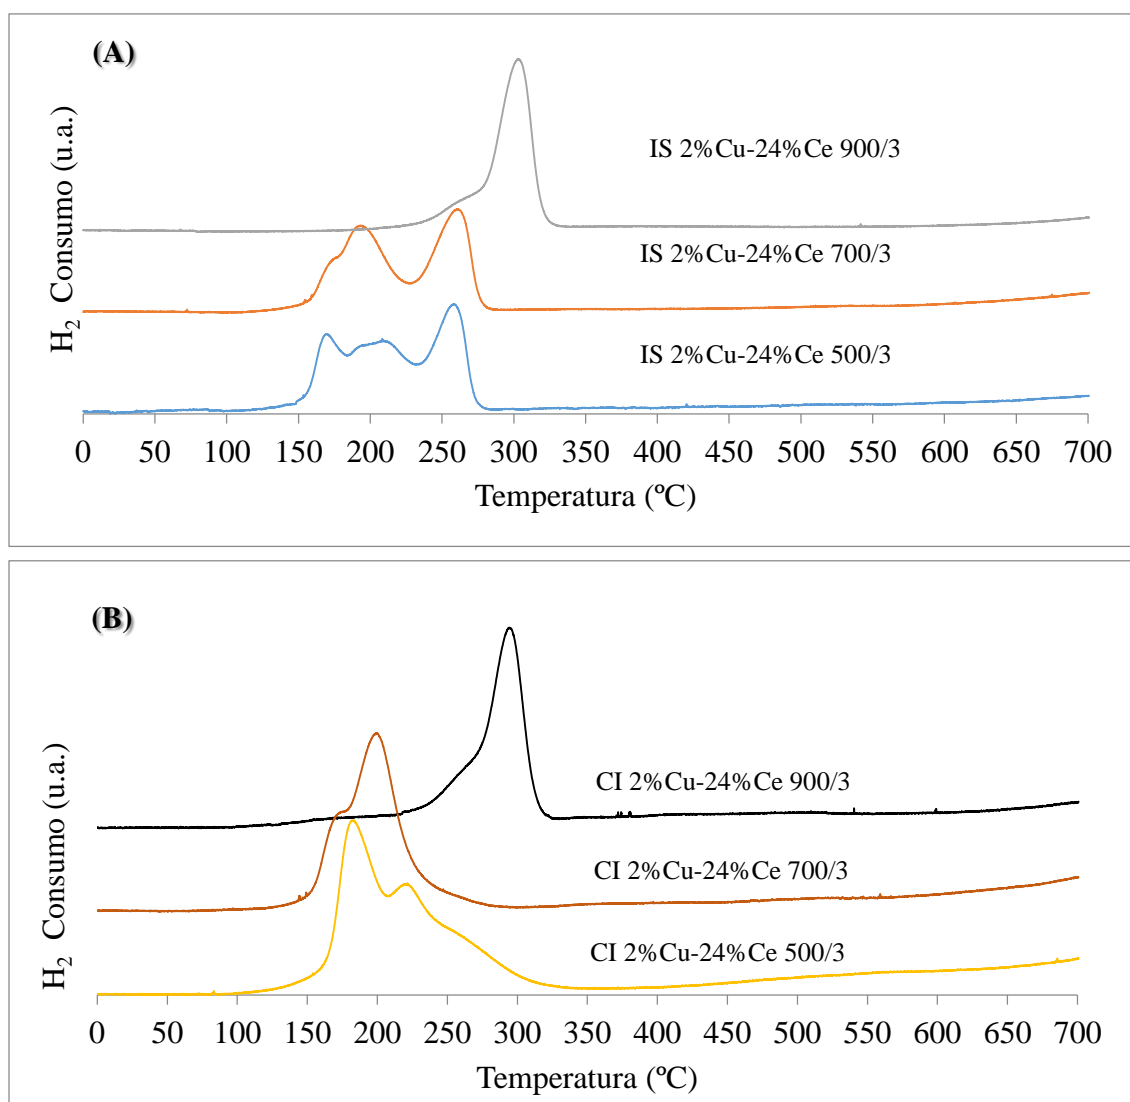 (A)
H₂ Consumo (u.a.)
IS 2%Cu-24%Ce 900/3
IS 2%Cu-24%Ce 700/3
IS 2%Cu-24%Ce 500/3
0 50 100 150 200 250 300 350 400 450 500 550 600 650 700
Temperatura (ºC)
(B)
H₂ Consumo (u.a.)
CI 2%Cu-24%Ce 900/3
CI 2%Cu-24%Ce 700/3
CI 2%Cu-24%Ce 500/3
0 50 100 150 200 250 300 350 400 450 500 550 600 650 700
Temperatura (ºC)